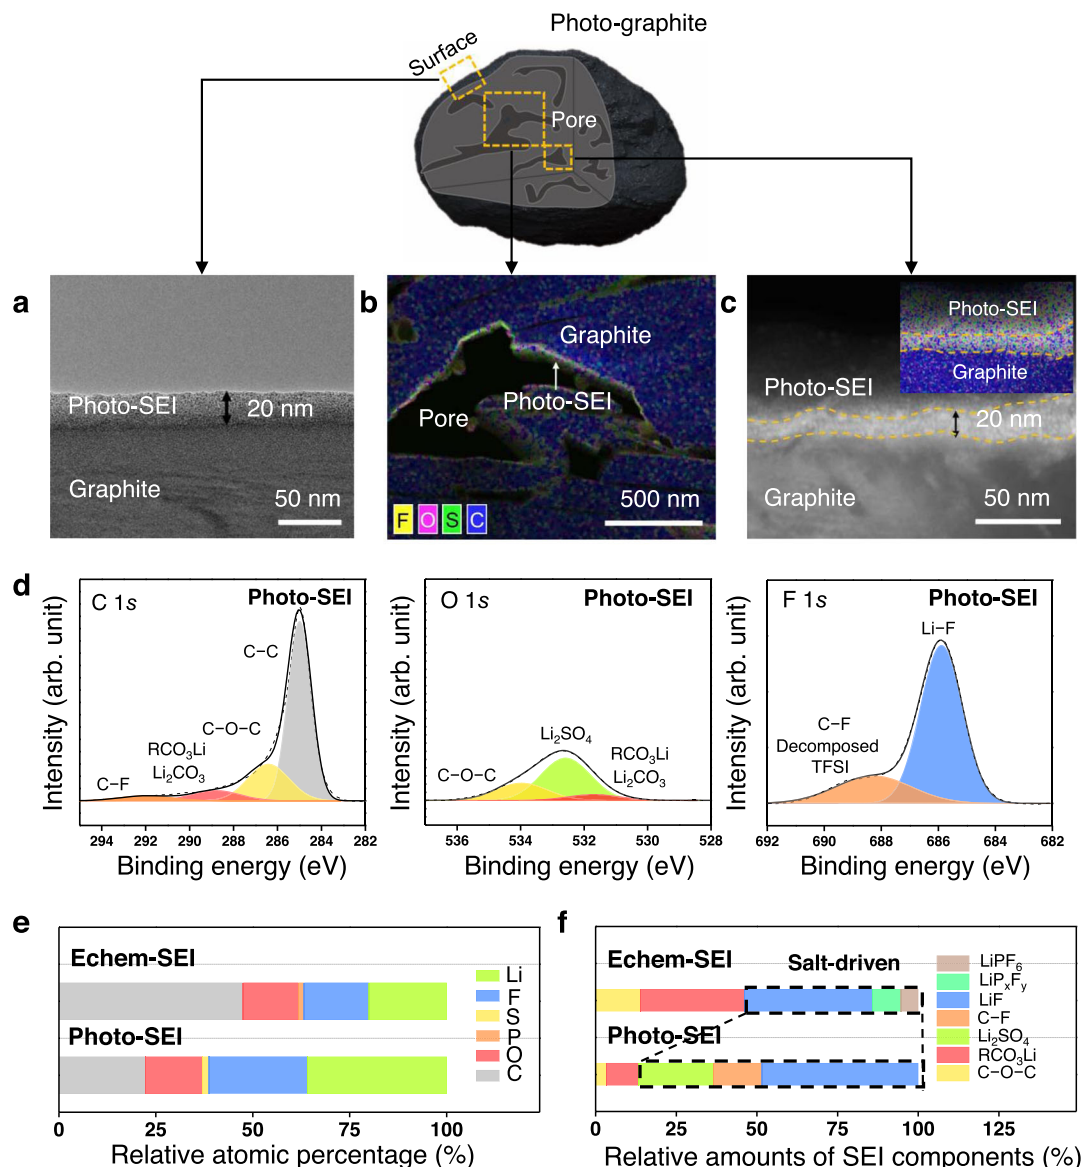 Photo-graphite
Surface
Pore
a
Photo-SEI
20 nm
Graphite
50 nm
b
Graphite
Photo-SEI
Pore
F O S C
500 nm
c
Photo-SEI
Graphite
Photo-SEI
20 nm
Graphite
50 nm
d
C 1s
Photo-SEI
C−C
C−O−C
RCO₃Li
Li₂CO₃
C−F
Intensity (arb. unit)
294 292 290 288 286 284 282
Binding energy (eV)
O 1s
Photo-SEI
Li₂SO₄
C−O−C
RCO₃Li
Li₂CO₃
Intensity (arb. unit)
536 534 532 530 528
Binding energy (eV)
F 1s
Photo-SEI
Li−F
C−F
Decomposed
TFSI
Intensity (arb. unit)
692 690 688 686 684 682
Binding energy (eV)
e
Echem-SEI
Photo-SEI
Li
F
S
P
O
C
0 25 50 75 100
Relative atomic percentage (%)
f
Echem-SEI
Salt-driven
Photo-SEI
LiPF₆
LiPₓFᵧ
LiF
C−F
Li₂SO₄
RCO₃Li
C−O−C
0 25 50 75 100 125
Relative amounts of SEI components (%)